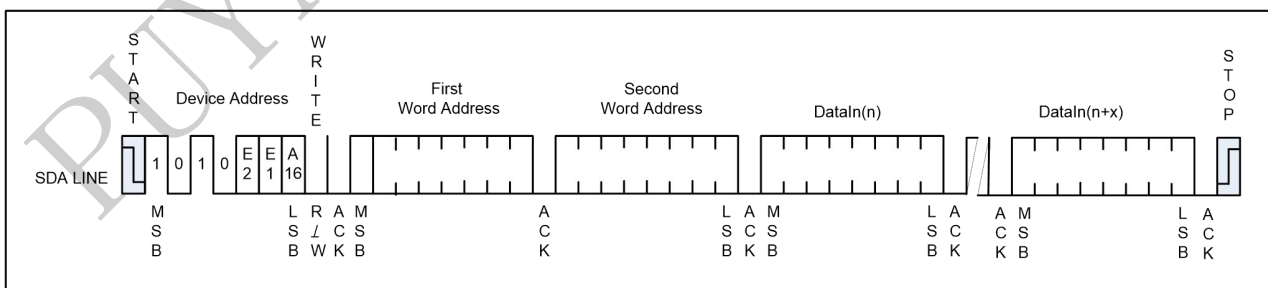 PUYA
START
WRITE
STOP
Device Address
First
Word Address
Second
Word Address
DataIn(n)
DataIn(n+x)
SDA LINE
1
0
1
0
E2
E1
A16
MSB
LSB
R/W
ACK
MSB
ACK
LSB
ACK
MSB
LSB
ACK
ACK
MSB
LSB
ACK